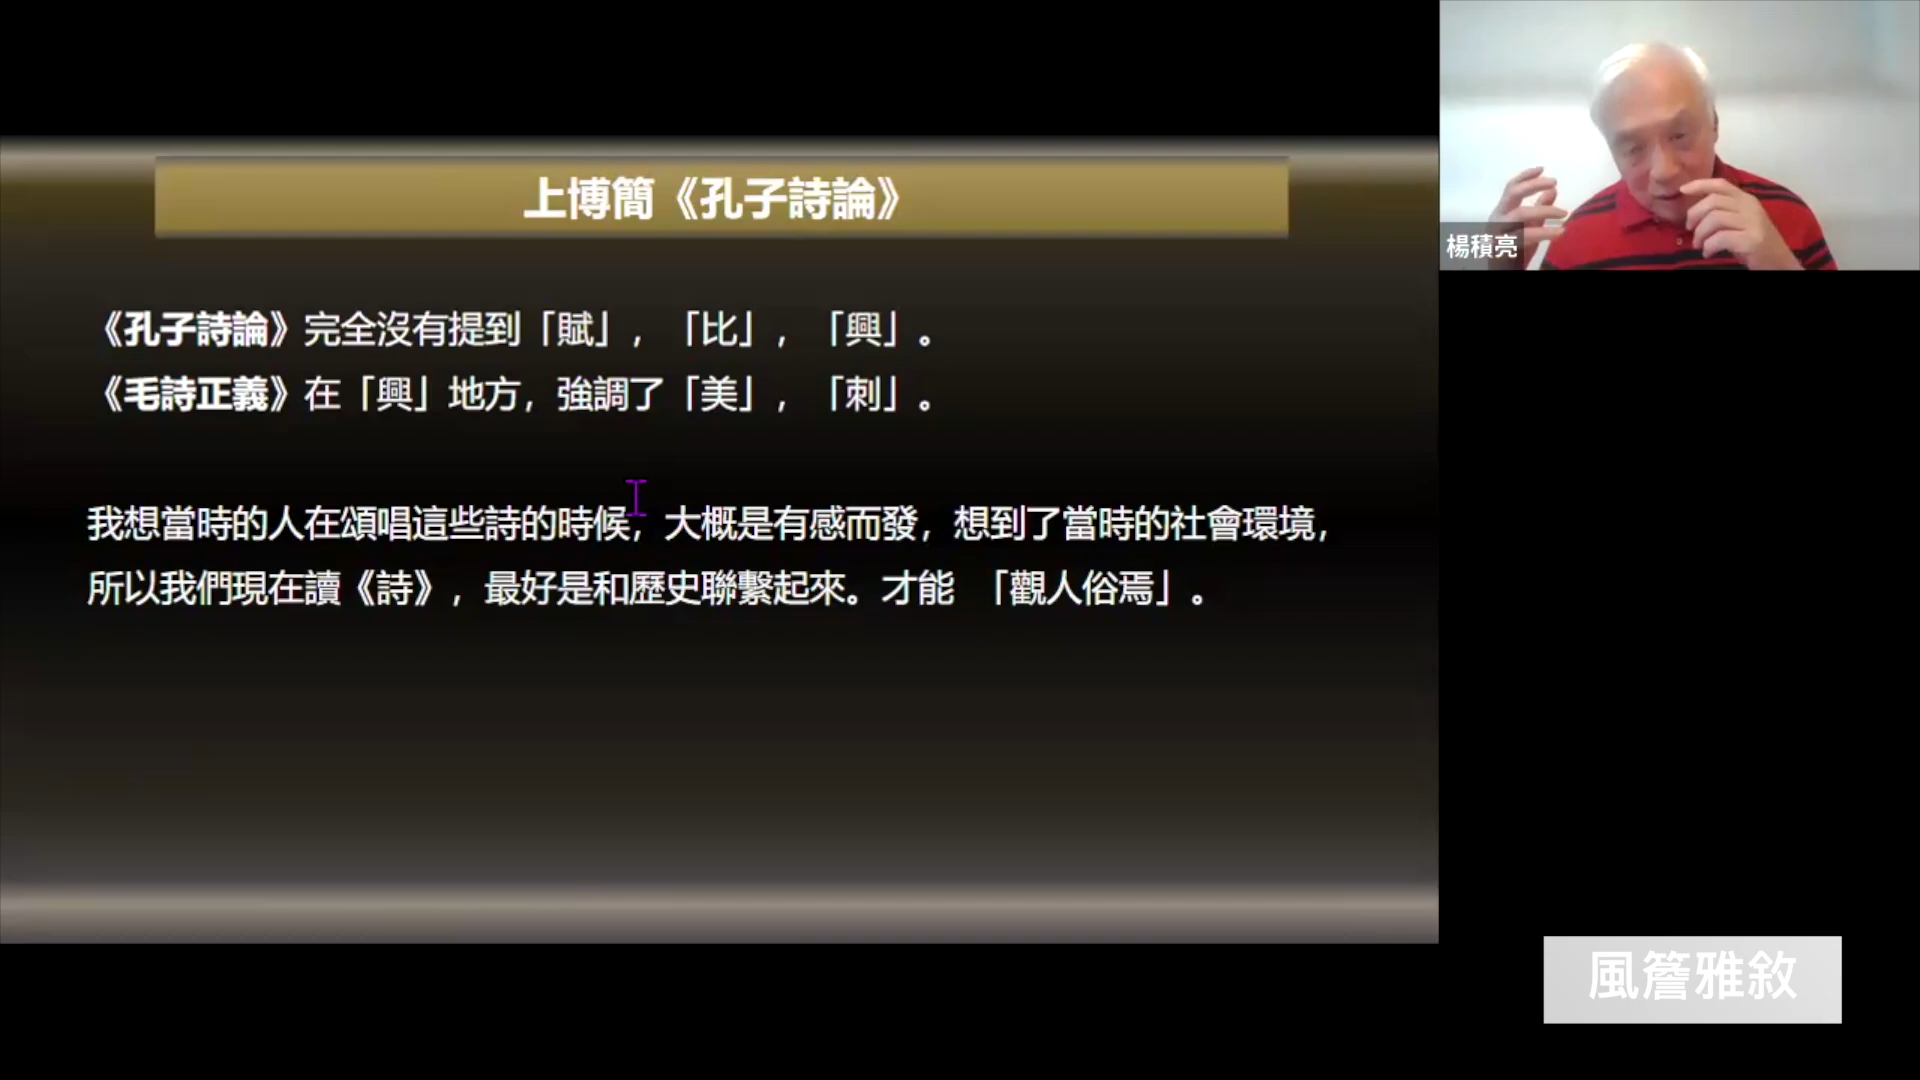 上博簡《孔子詩論》
楊積亮
《孔子詩論》完全沒有提到「賦」，「比」，「興」。
《毛詩正義》在「興」地方，強調了「美」，「刺」。
我想當時的人在頌唱這些詩的時候，大概是有感而發，想到了當時的社會環境，
所以我們現在讀《詩》，最好是和歷史聯繫起來。才能 「觀人俗焉」。
風簷雅敘